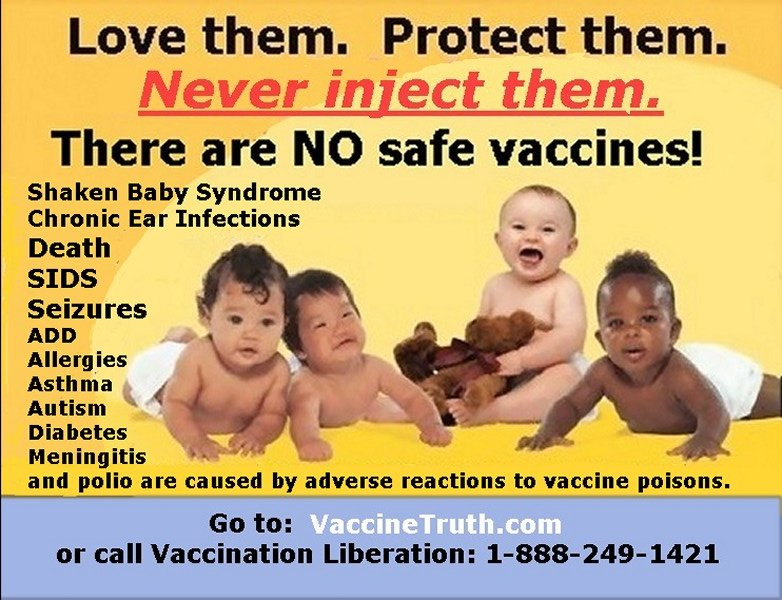 Love them.  Protect them.
Never inject them.
There are NO safe vaccines!
Shaken Baby Syndrome
Chronic Ear Infections
Death
SIDS
Seizures
ADD
Allergies
Asthma
Autism
Diabetes
Meningitis
and polio are caused by adverse reactions to vaccine poisons.
Go to:  VaccineTruth.com
or call Vaccination Liberation: 1-888-249-1421